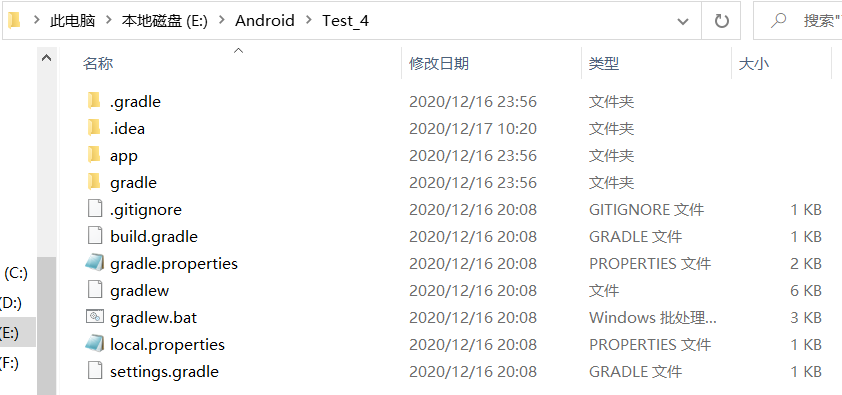 此电脑 > 本地磁盘 (E:) > Android > Test_4 搜索"
名称 修改日期 类型 大小
.gradle 2020/12/16 23:56 文件夹
.idea 2020/12/17 10:20 文件夹
app 2020/12/16 23:56 文件夹
gradle 2020/12/16 23:56 文件夹
.gitignore 2020/12/16 20:08 GITIGNORE 文件 1 KB
build.gradle 2020/12/16 20:08 GRADLE 文件 1 KB
(C:) gradle.properties 2020/12/16 20:08 PROPERTIES 文件 2 KB
(D:) gradlew 2020/12/16 20:08 文件 6 KB
(E:) gradlew.bat 2020/12/16 20:08 Windows 批处理... 3 KB
(F:) local.properties 2020/12/16 20:08 PROPERTIES 文件 1 KB
settings.gradle 2020/12/16 20:08 GRADLE 文件 1 KB